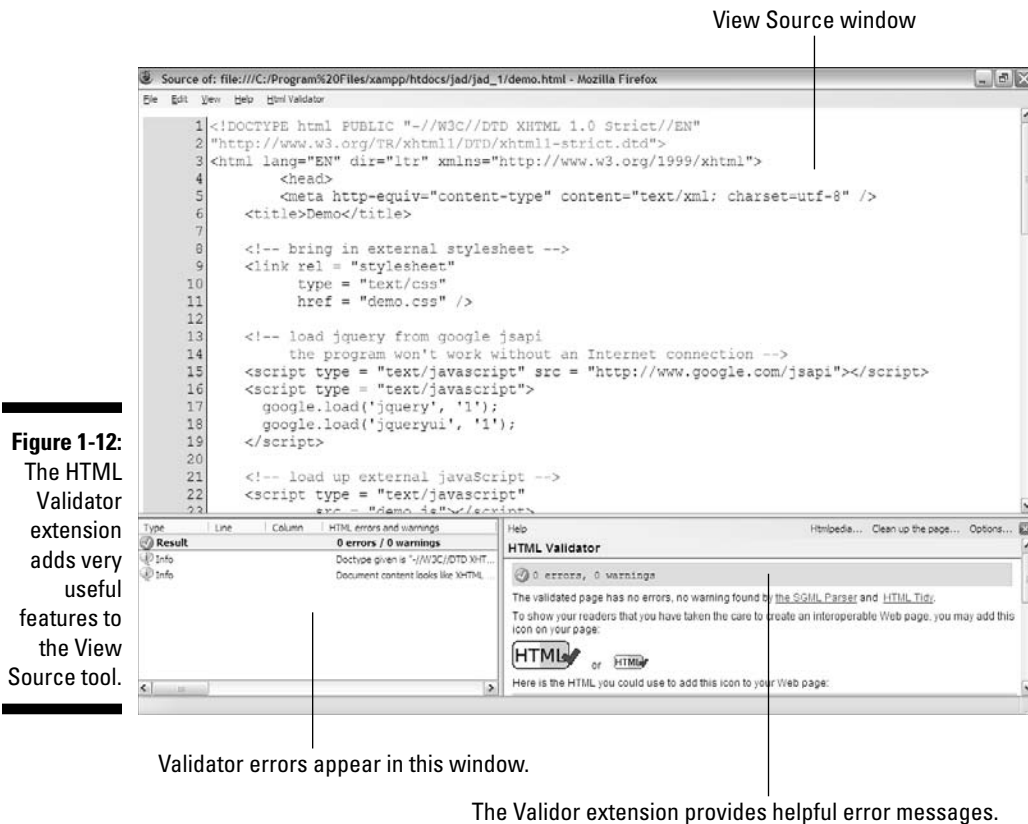 View Source window
Source of: file:///C:/Program%20Files/xampp/htdocs/jad/jad_1/demo.html - Mozilla Firefox
File Edit View Help Html Validator
1 <!DOCTYPE html PUBLIC "-//W3C//DTD XHTML 1.0 Strict//EN"
2 "http://www.w3.org/TR/xhtml1/DTD/xhtml1-strict.dtd">
3 <html lang="EN" dir="ltr" xmlns="http://www.w3.org/1999/xhtml">
4 <head>
5 <meta http-equiv="content-type" content="text/xml; charset=utf-8" />
6 <title>Demo</title>
7
8 <!-- bring in external stylesheet -->
9 <link rel = "stylesheet"
10 type = "text/css"
11 href = "demo.css" />
12
13 <!-- load jquery from google jsapi
14 the program won't work without an Internet connection -->
15 <script type = "text/javascript" src = "http://www.google.com/jsapi"></script>
16 <script type = "text/javascript">
17 google.load('jquery', '1');
18 google.load('jqueryui', '1');
19 </script>
20
21 <!-- load up external javaScript -->
22 <script type = "text/javascript"
23 src = "demo.js"></script>
Figure 1-12:
The HTML
Validator
extension
adds very
useful
features to
the View
Source tool.
Type Line Column HTML errors and warnings
Result 0 errors / 0 warnings
Info Doctype given is "-//W3C//DTD XHT...
Info Document content looks like XHTML ...
Help Htmlpedia... Clean up the page... Options...
HTML Validator
0 errors, 0 warnings
The validated page has no errors, no warning found by the SGML Parser and HTML Tidy.
To show your readers that you have taken the care to create an interoperable Web page, you may add this
icon on your page:
HTML or HTML
Here is the HTML you could use to add this icon to your Web page:
Validator errors appear in this window.
The Validor extension provides helpful error messages.